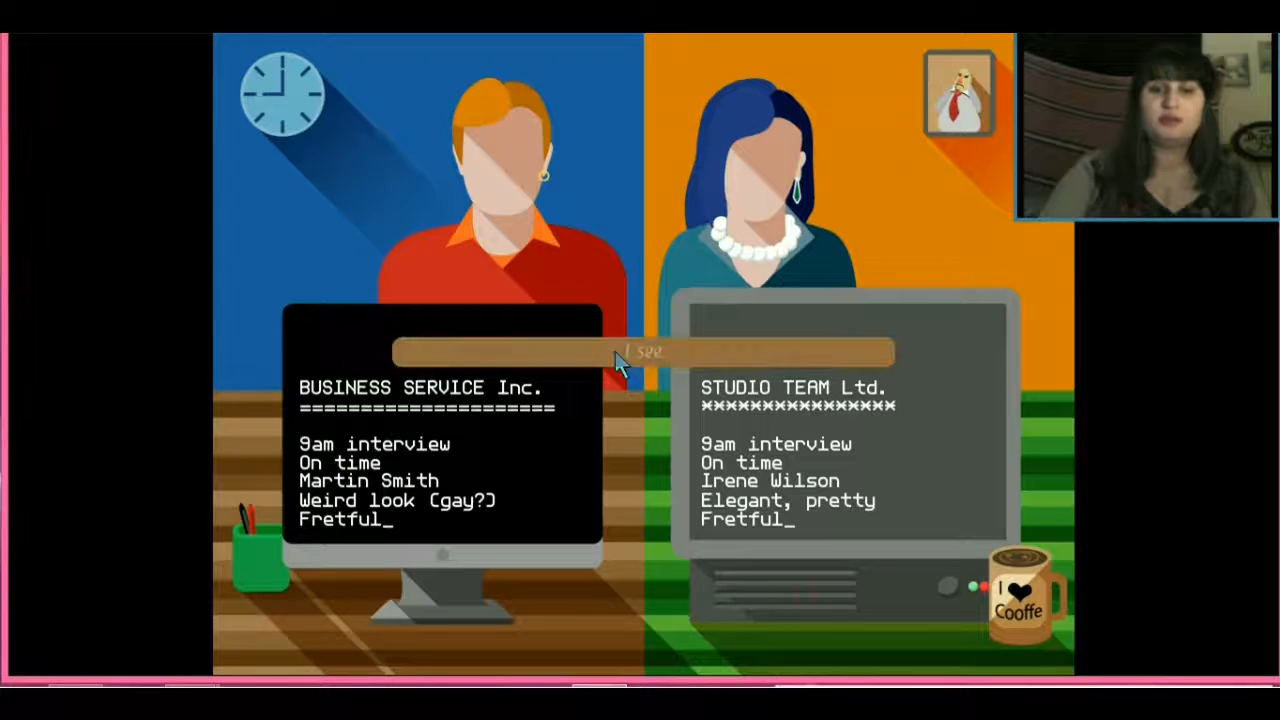 I see
BUSINESS SERVICE Inc.
=====================
9am interview
On time
Martin Smith
Weird look (gay?)
Fretful_
STUDIO TEAM Ltd.
****************
9am interview
On time
Irene Wilson
Elegant, pretty
Fretful_
I ♥
Cooffe